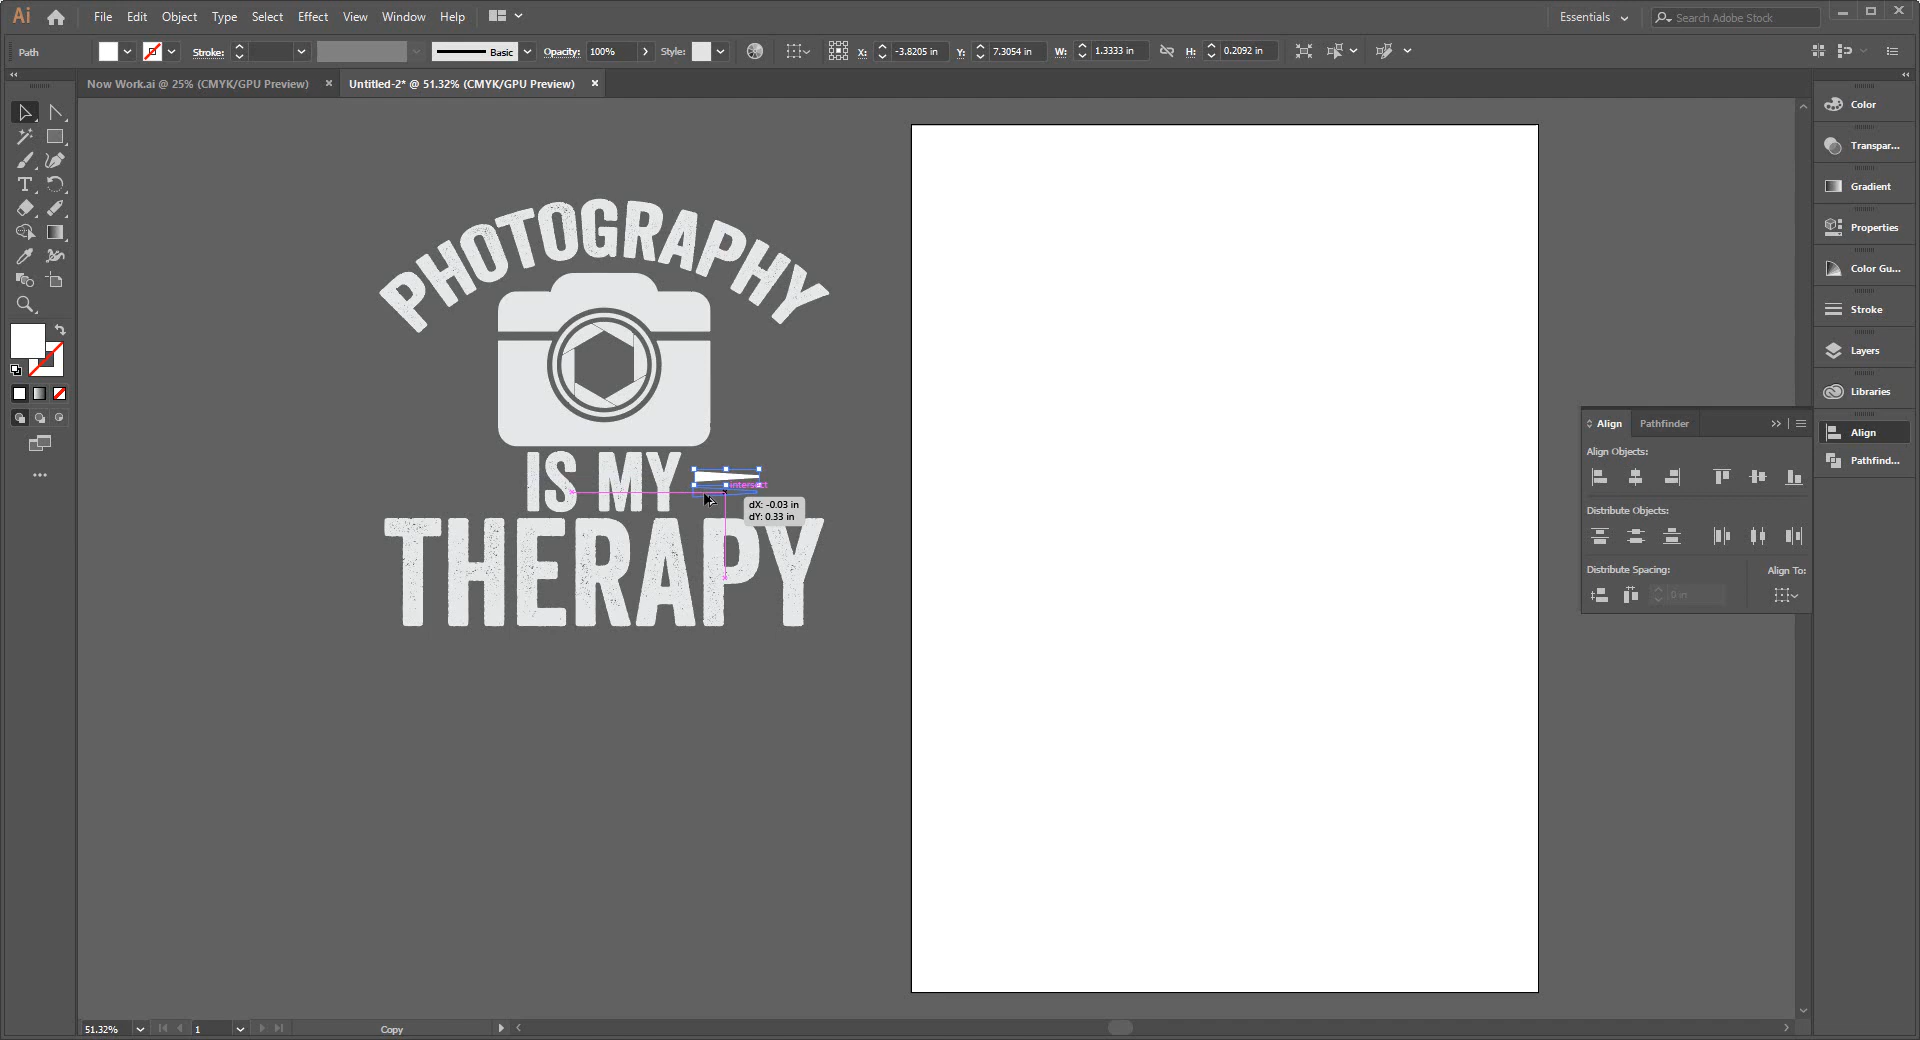 Ai File Edit Object Type Select Effect View Window Help Essentials Search Adobe Stock
Path Stroke: Basic Opacity: 100% Style: X: -3.8205 in Y: 7.3054 in W: 1.3333 in H: 0.2092 in
Now Work.ai @ 25% (CMYK/GPU Preview) × Untitled-2* @ 51.32% (CMYK/GPU Preview) ×
Color
Transpar...
Gradient
Properties
Color Gu...
Stroke
Layers
Libraries
Align
Pathfind...
PHOTOGRAPHY
IS MY
THERAPY
intersect
dX: -0.03 in
dY: 0.33 in
Align Pathfinder
Align Objects:
Distribute Objects:
Distribute Spacing: Align To:
0 in
51.32% 1 Copy